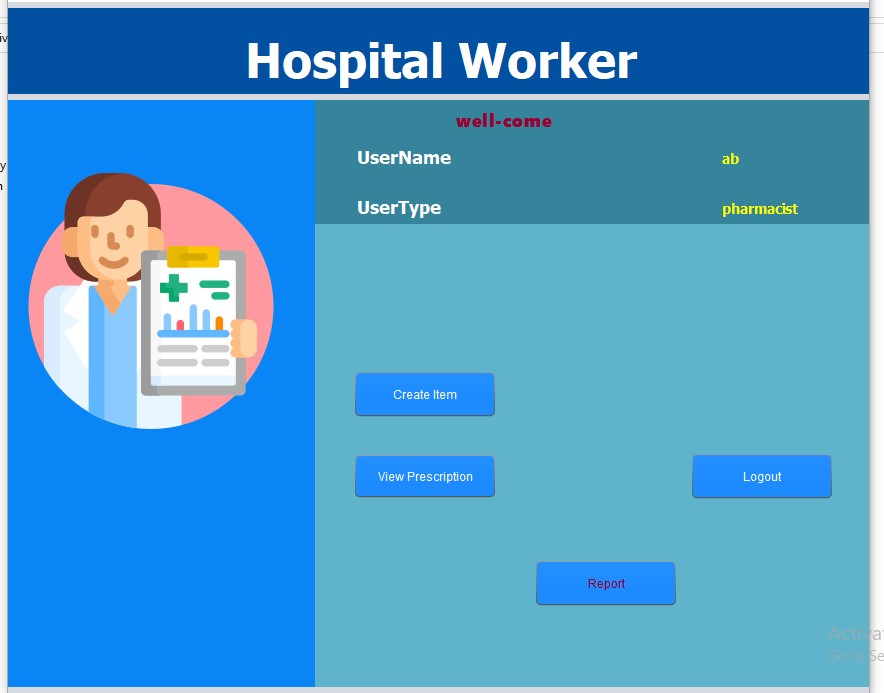 Hospital Worker
well-come
UserName ab
UserType pharmacist
Create Item
View Prescription Logout
Report